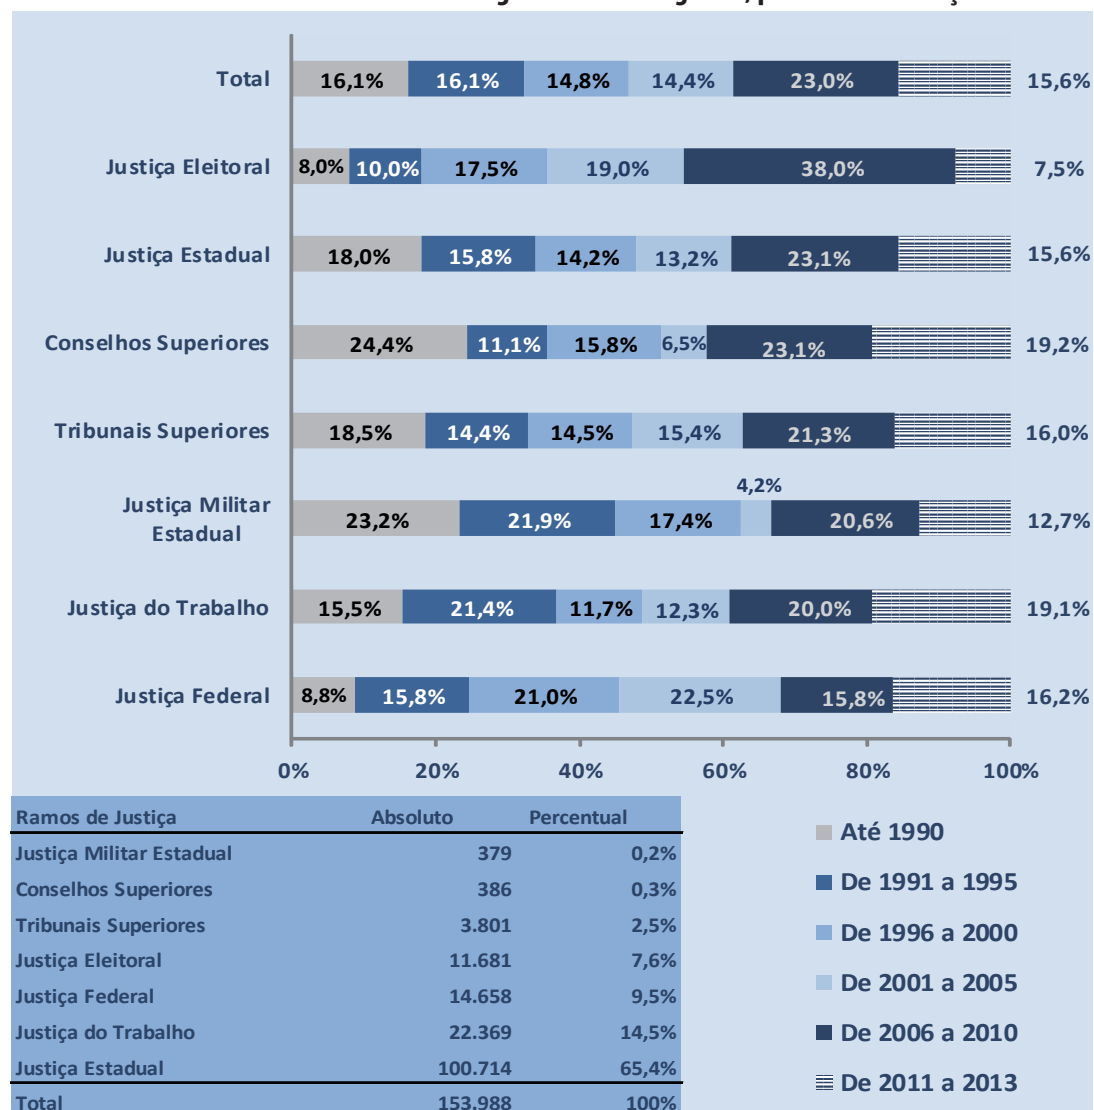 Total 16,1% 16,1% 14,8% 14,4% 23,0% 15,6%
Justiça Eleitoral 8,0% 10,0% 17,5% 19,0% 38,0% 7,5%
Justiça Estadual 18,0% 15,8% 14,2% 13,2% 23,1% 15,6%
Conselhos Superiores 24,4% 11,1% 15,8% 6,5% 23,1% 19,2%
Tribunais Superiores 18,5% 14,4% 14,5% 15,4% 21,3% 16,0%
4,2%
Justiça Militar
Estadual 23,2% 21,9% 17,4% 20,6% 12,7%
Justiça do Trabalho 15,5% 21,4% 11,7% 12,3% 20,0% 19,1%
Justiça Federal 8,8% 15,8% 21,0% 22,5% 15,8% 16,2%
0% 20% 40% 60% 80% 100%
Ramos de Justiça Absoluto Percentual
Justiça Militar Estadual 379 0,2%
Conselhos Superiores 386 0,3%
Tribunais Superiores 3.801 2,5%
Justiça Eleitoral 11.681 7,6%
Justiça Federal 14.658 9,5%
Justiça do Trabalho 22.369 14,5%
Justiça Estadual 100.714 65,4%
Total 153.988 100%
Até 1990
De 1991 a 1995
De 1996 a 2000
De 2001 a 2005
De 2006 a 2010
De 2011 a 2013